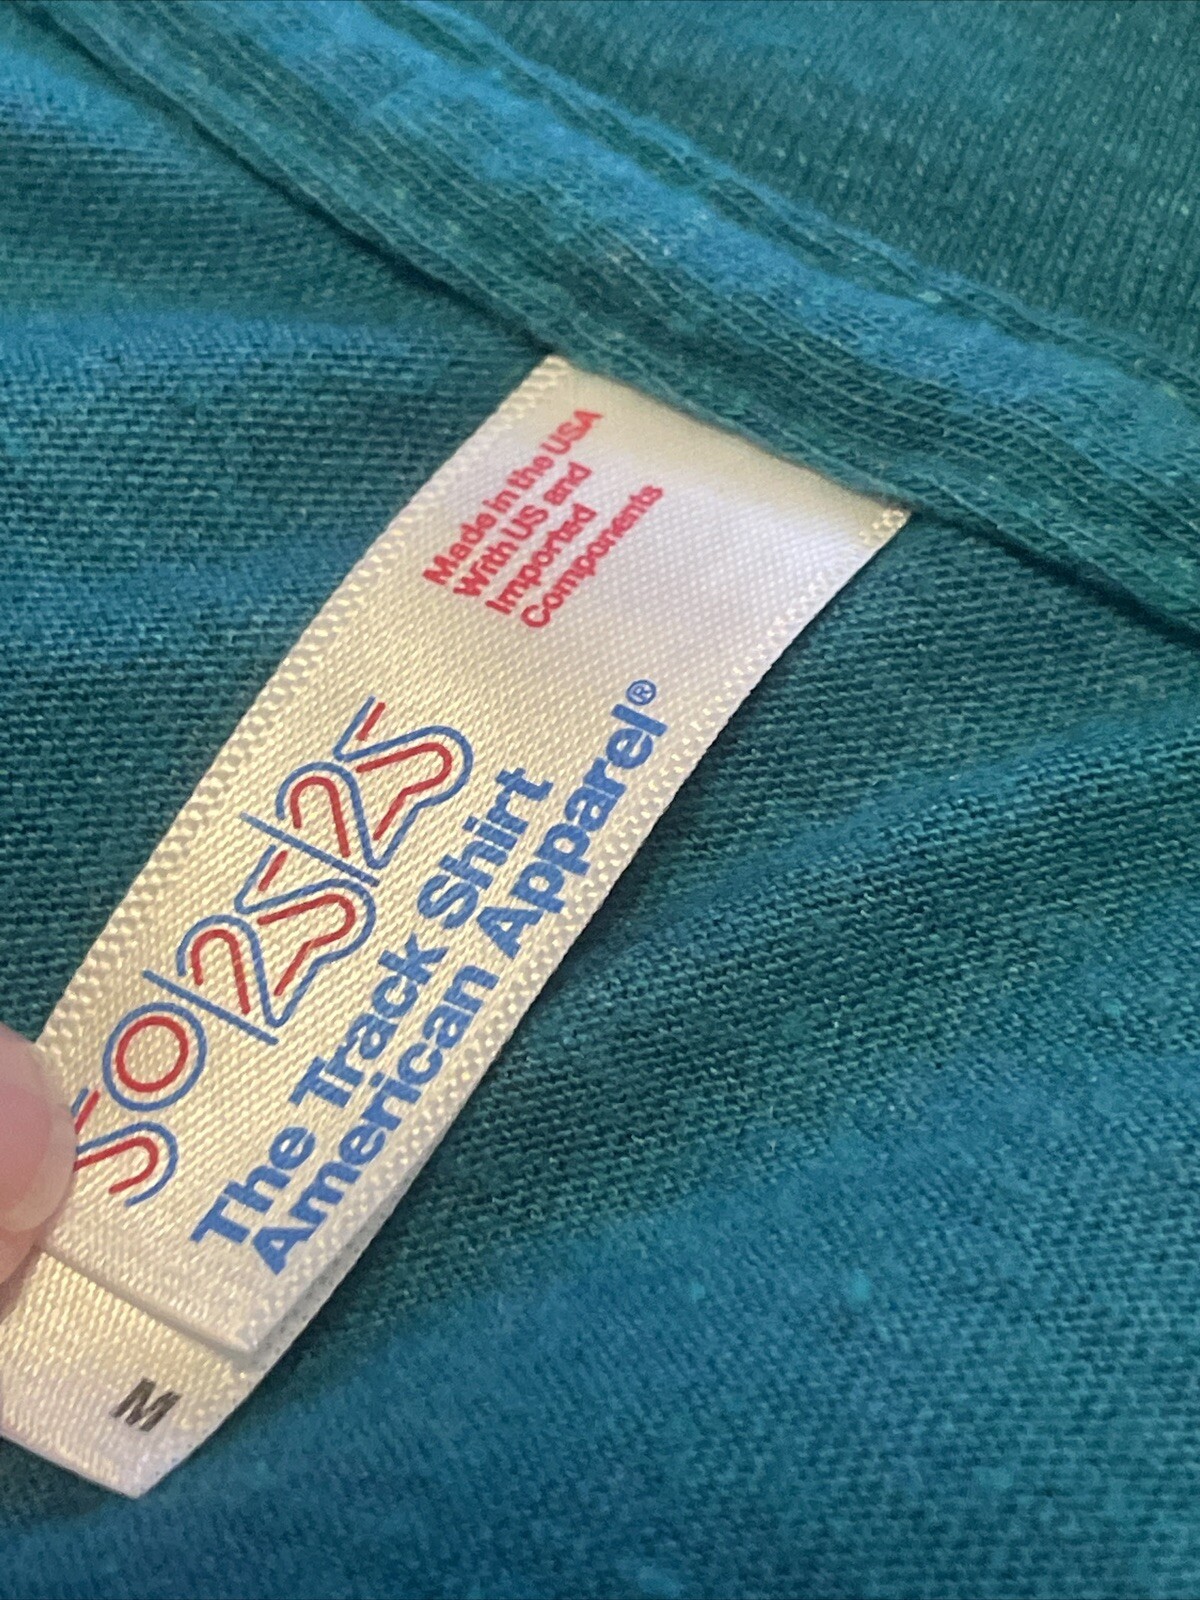 Made in the USA
With US and
Imported
Components
50/25/25
The Track Shirt
American Apparel®
M